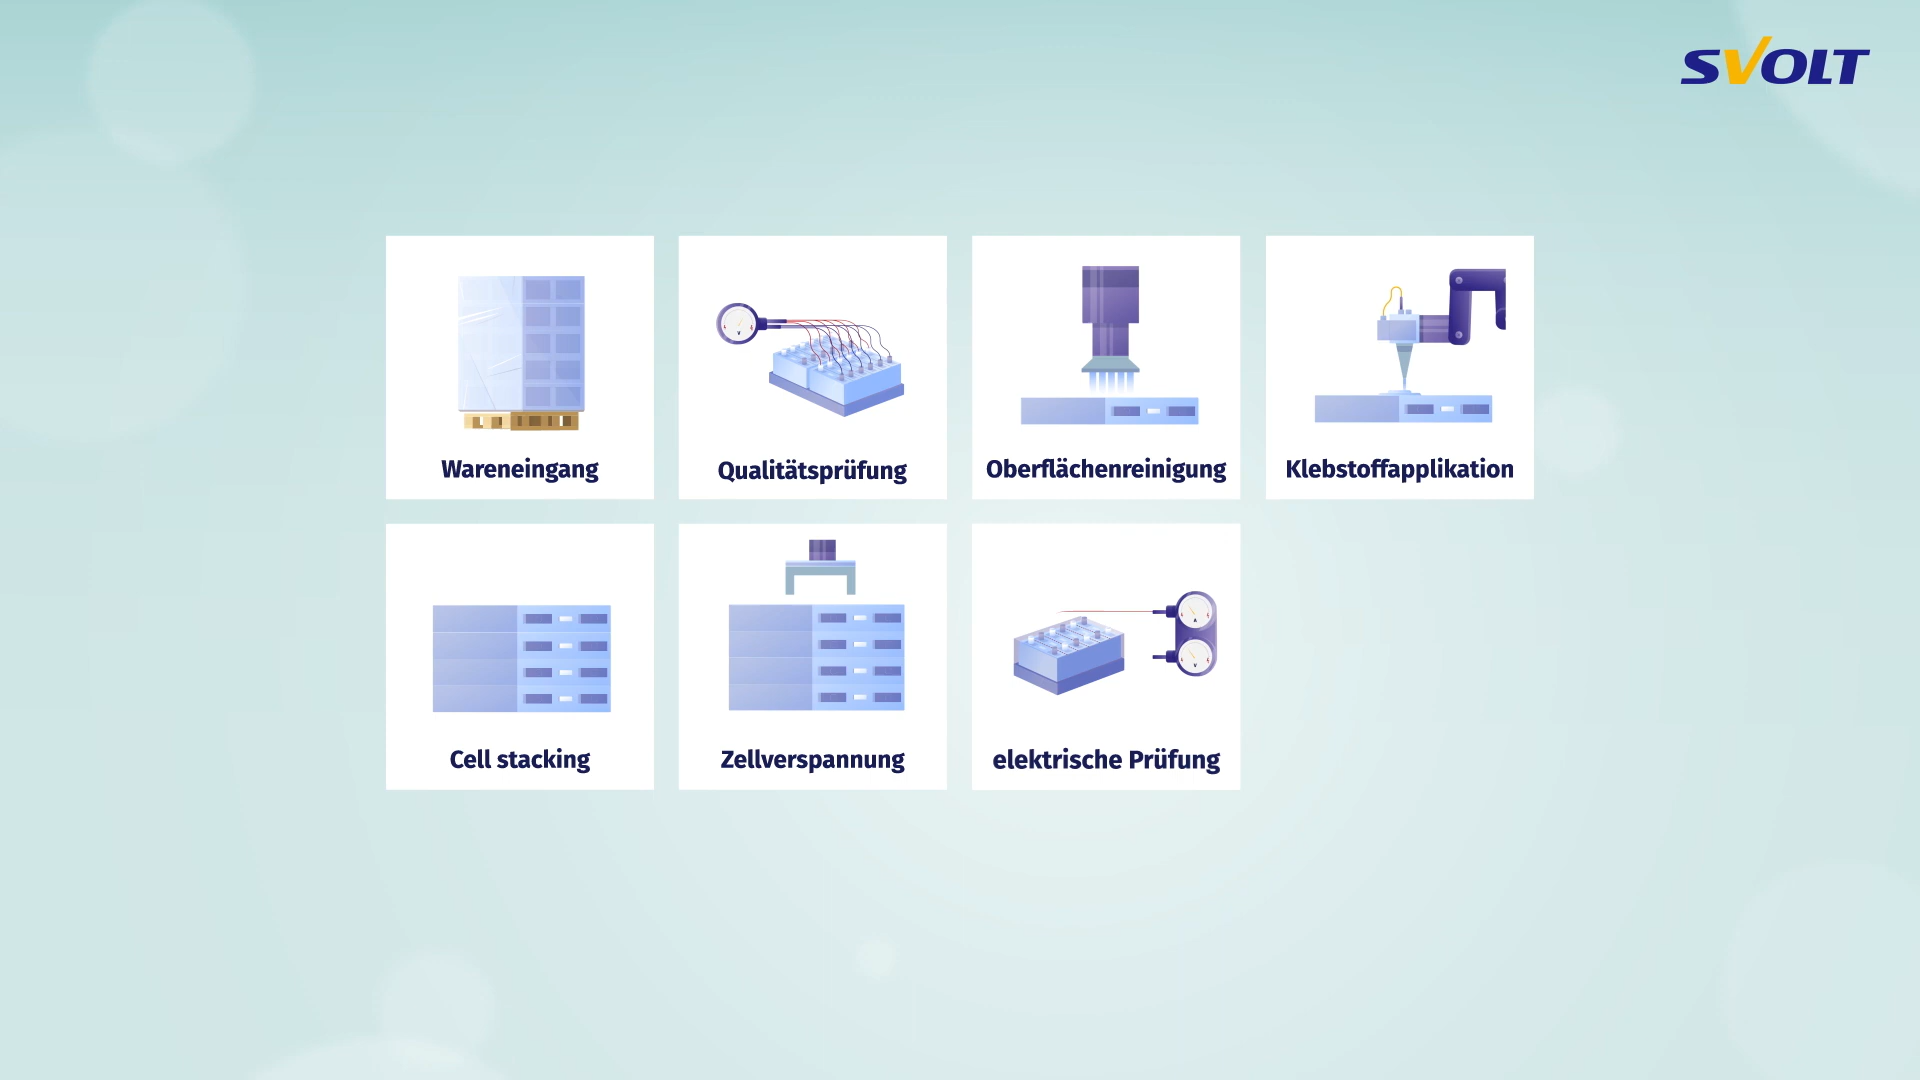 SVOLT
Wareneingang
Qualitätsprüfung
Oberflächenreinigung
Klebstoffapplikation
Cell stacking
Zellverspannung
elektrische Prüfung